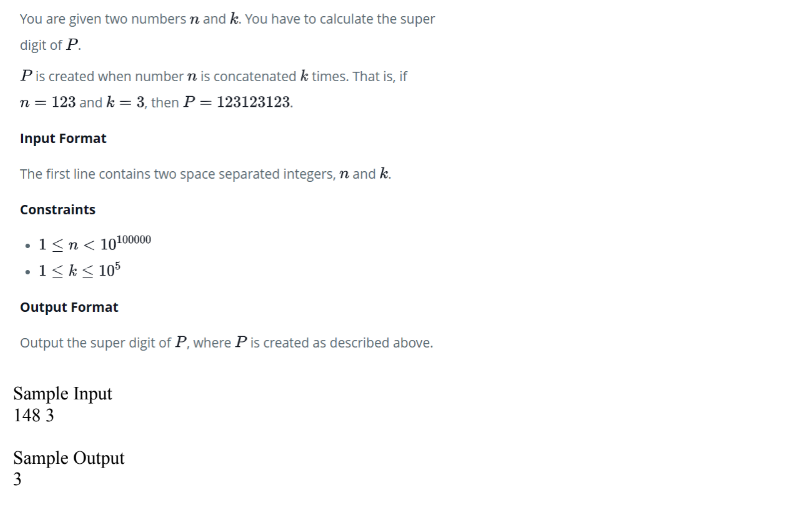 You are given two numbers n and k. You have to calculate the super
digit of P.
P is created when number n is concatenated k times. That is, if
n = 123 and k = 3, then P = 123123123.
Input Format
The first line contains two space separated integers, n and k.
Constraints
• 1 ≤ n < 10^100000
• 1 ≤ k ≤ 10^5
Output Format
Output the super digit of P, where P is created as described above.
Sample Input
148 3
Sample Output
3